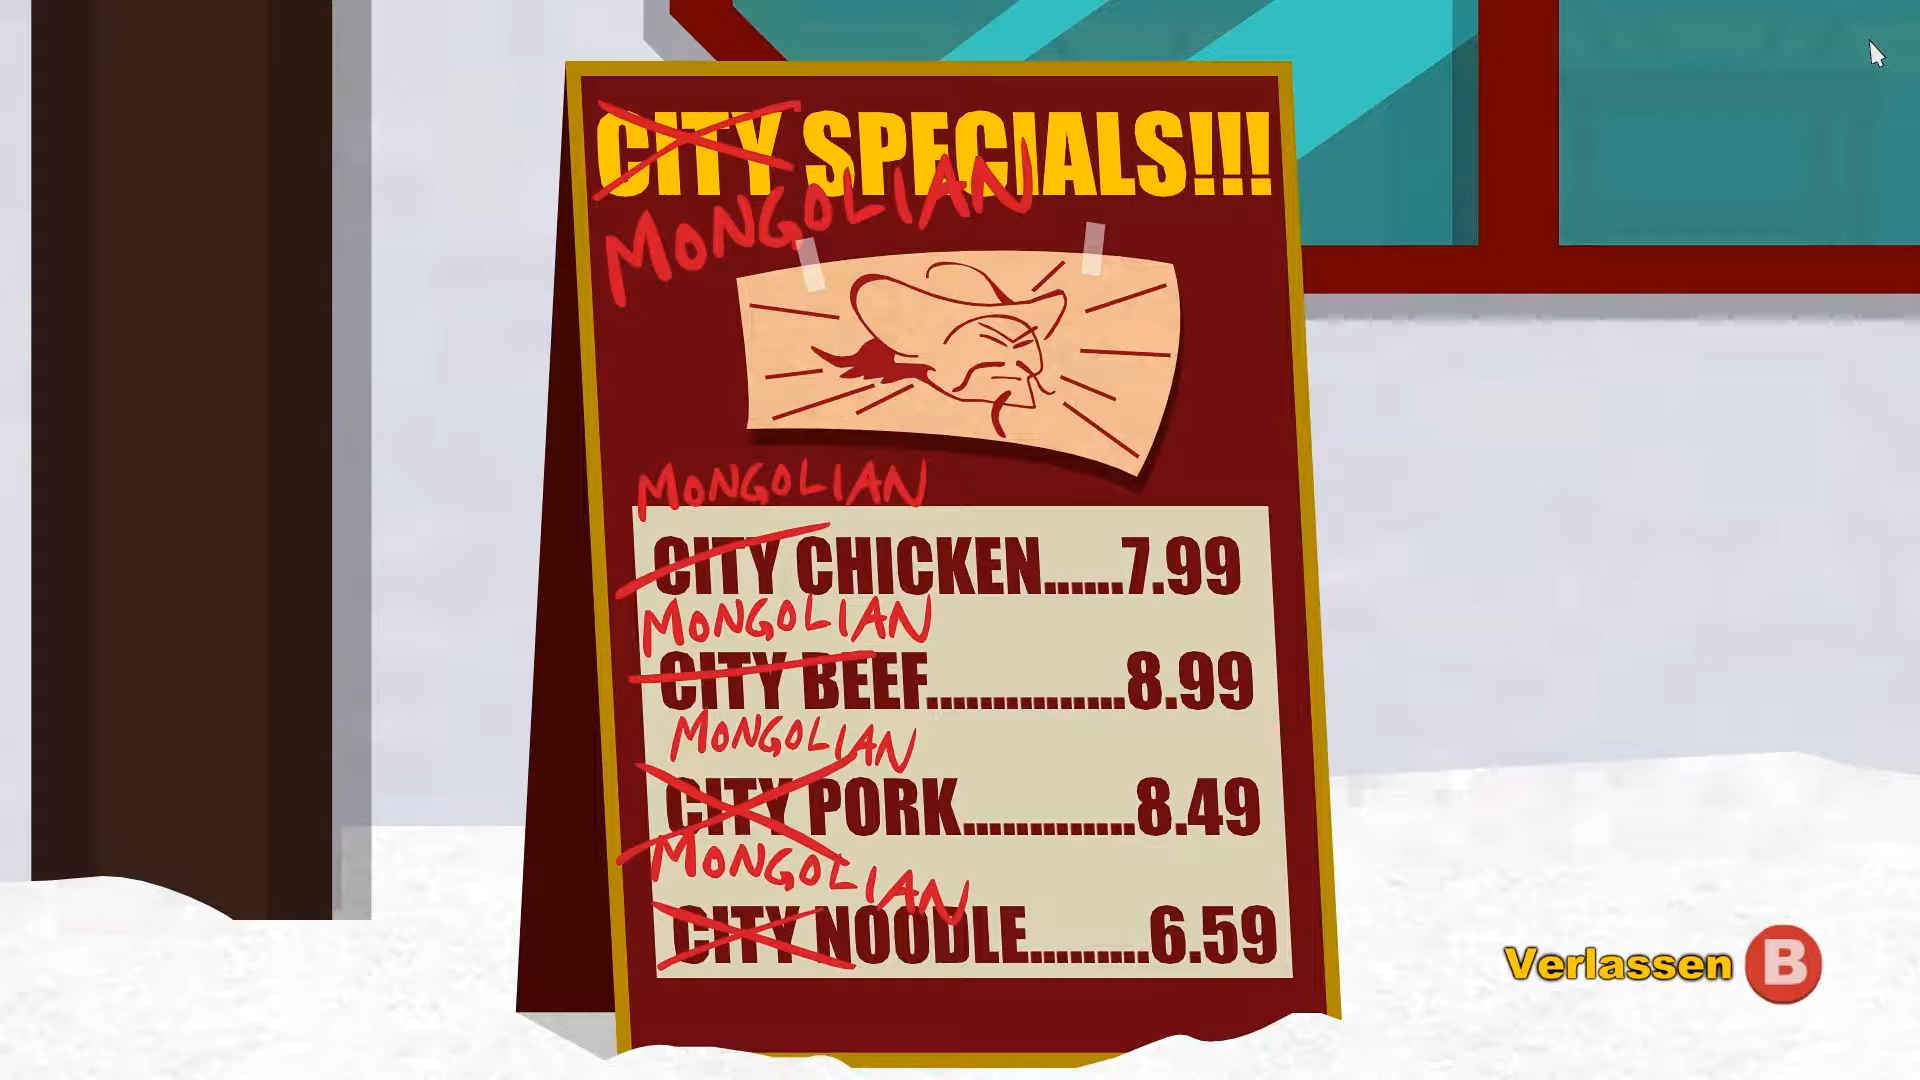 CITY SPECIALS!!!
MONGOLIAN
MONGOLIAN
CITY CHICKEN......7.99
MONGOLIAN
CITY BEEF...............8.99
MONGOLIAN
CITY PORK.............8.49
MONGOLIAN
CITY NOODLE.........6.59
Verlassen B